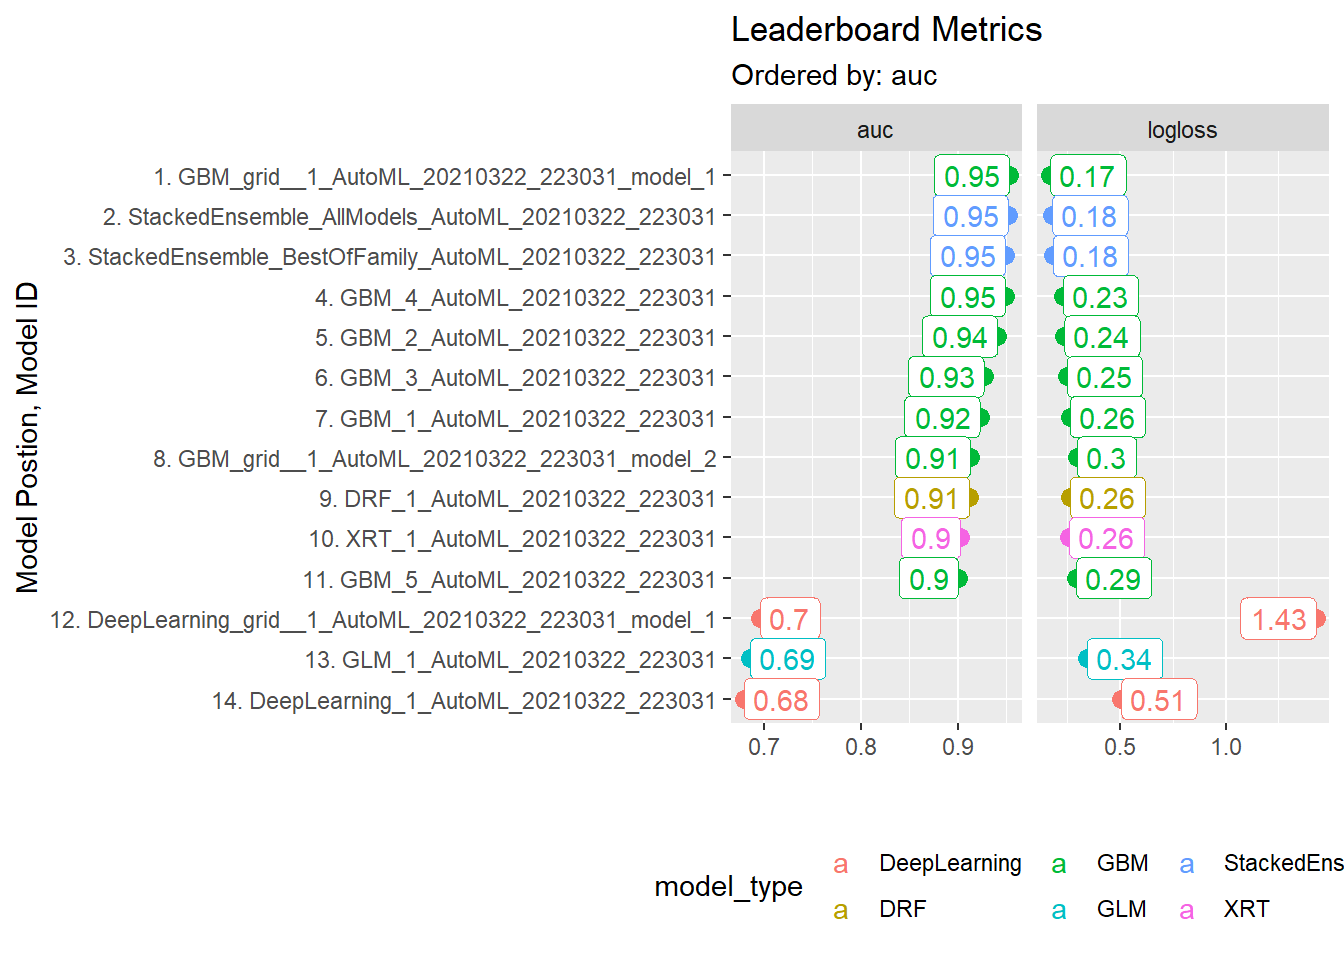 Leaderboard Metrics
Ordered by: auc
auc logloss
1. GBM_grid__1_AutoML_20210322_223031_model_1 0.95 0.17
2. StackedEnsemble_AllModels_AutoML_20210322_223031 0.95 0.18
3. StackedEnsemble_BestOfFamily_AutoML_20210322_223031 0.95 0.18
4. GBM_4_AutoML_20210322_223031 0.95 0.23
5. GBM_2_AutoML_20210322_223031 0.94 0.24
6. GBM_3_AutoML_20210322_223031 0.93 0.25
7. GBM_1_AutoML_20210322_223031 0.92 0.26
8. GBM_grid__1_AutoML_20210322_223031_model_2 0.91 0.3
9. DRF_1_AutoML_20210322_223031 0.91 0.26
10. XRT_1_AutoML_20210322_223031 0.9 0.26
11. GBM_5_AutoML_20210322_223031 0.9 0.29
12. DeepLearning_grid__1_AutoML_20210322_223031_model_1 0.7 1.43
13. GLM_1_AutoML_20210322_223031 0.69 0.34
14. DeepLearning_1_AutoML_20210322_223031 0.68 0.51
0.7 0.8 0.9 0.5 1.0
Model Postion, Model ID
model_type
a DeepLearning a GBM a StackedEns
a DRF a GLM a XRT